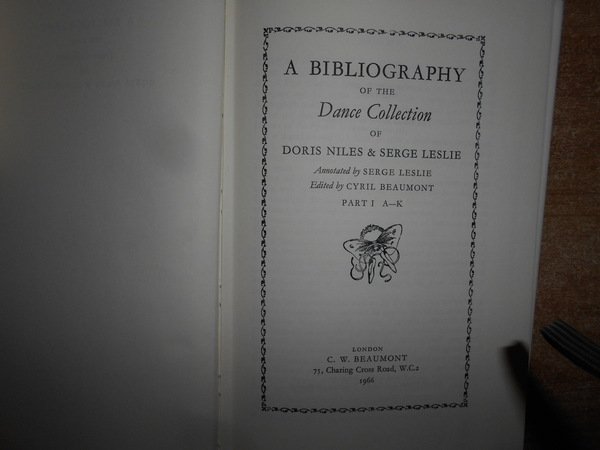 A BIBLIOGRAPHY
OF THE
Dance Collection
OF
DORIS NILES & SERGE LESLIE
Annotated by SERGE LESLIE
Edited by CYRIL BEAUMONT
PART I A—K
LONDON
C. W. BEAUMONT
75, Charing Cross Road, W.C.2
1966